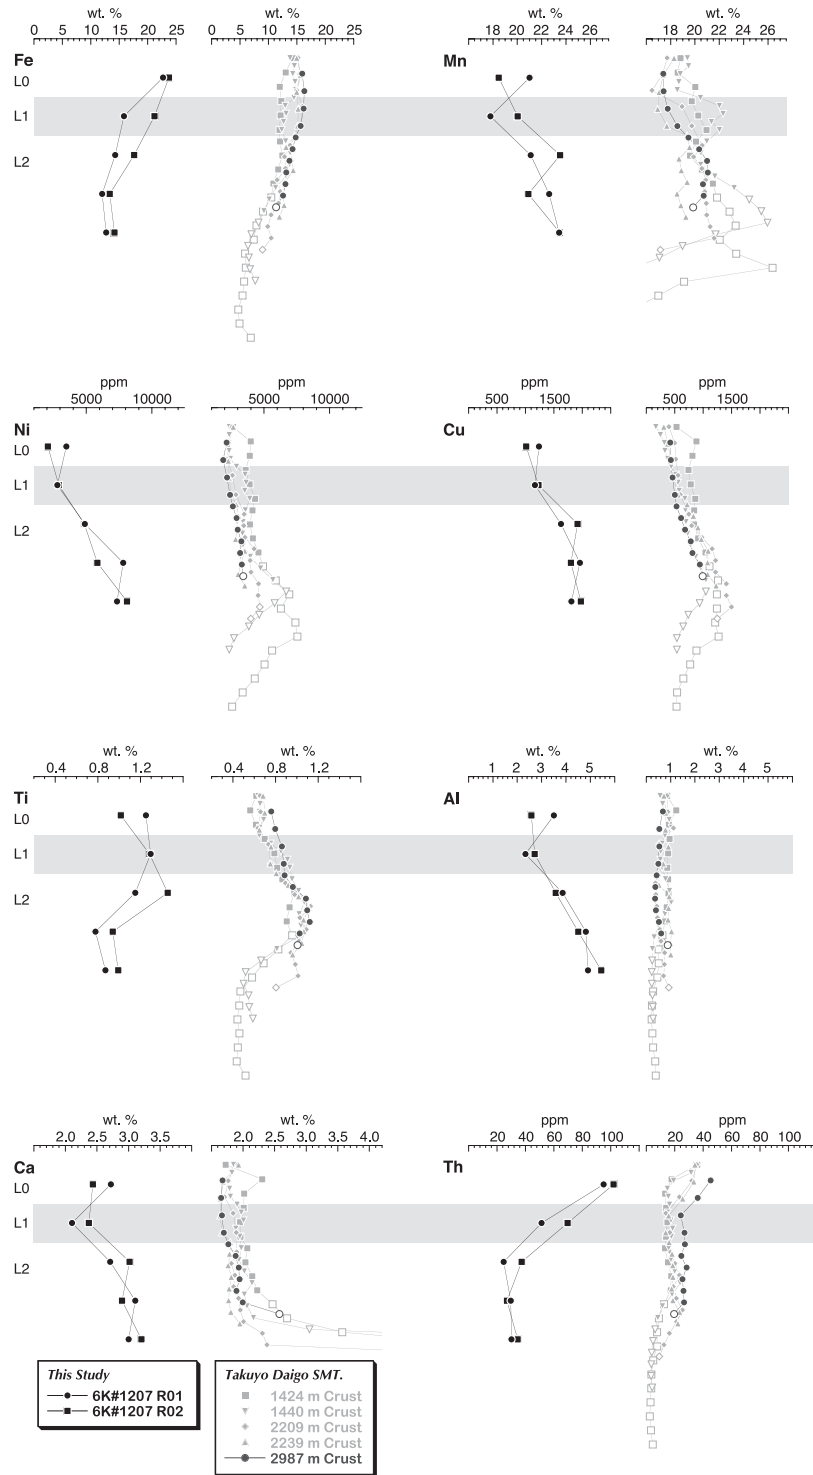 wt. % wt. % wt. % wt. %
0 5 10 15 20 25 0 5 10 15 20 25 18 20 22 24 26 18 20 22 24 26
Fe Mn
L0
L1
L2
ppm ppm ppm ppm
5000 10000 5000 10000 500 1500 500 1500
Ni Cu
L0
L1
L2
wt. % wt. % wt. % wt. %
0.4 0.8 1.2 0.4 0.8 1.2 1 2 3 4 5 1 2 3 4 5
Ti Al
L0
L1
L2
wt. % wt. % ppm ppm
2.0 2.5 3.0 3.5 2.0 2.5 3.0 3.5 4.0 20 40 60 80 100 20 40 60 80 100
Ca Th
L0
L1
L2
This Study
6K#1207 R01
6K#1207 R02
Takuyo Daigo SMT.
1424 m Crust
1440 m Crust
2209 m Crust
2239 m Crust
2987 m Crust